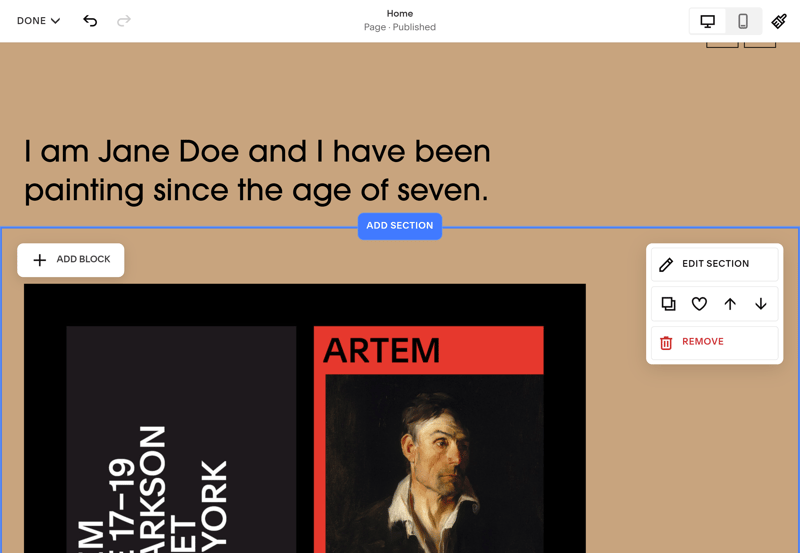 DONE
Home
Page · Published
I am Jane Doe and I have been
painting since the age of seven.
ADD SECTION
ADD BLOCK
EDIT SECTION
REMOVE
ARTEM
17–19
ARKSON
ET
YORK